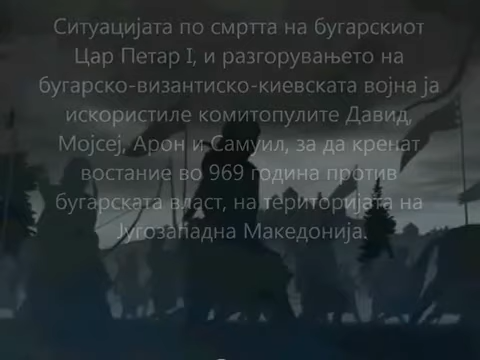 Ситуацијата по смртта на бугарскиот
Цар Петар I, и разгорувањето на
бугарско-византиско-киевската војна ја
искористиле комитопулите Давид,
Мојсеј, Арон и Самуил, за да кренат
востание во 969 година против
бугарската власт, на територијата на
Југозападна Македонија.